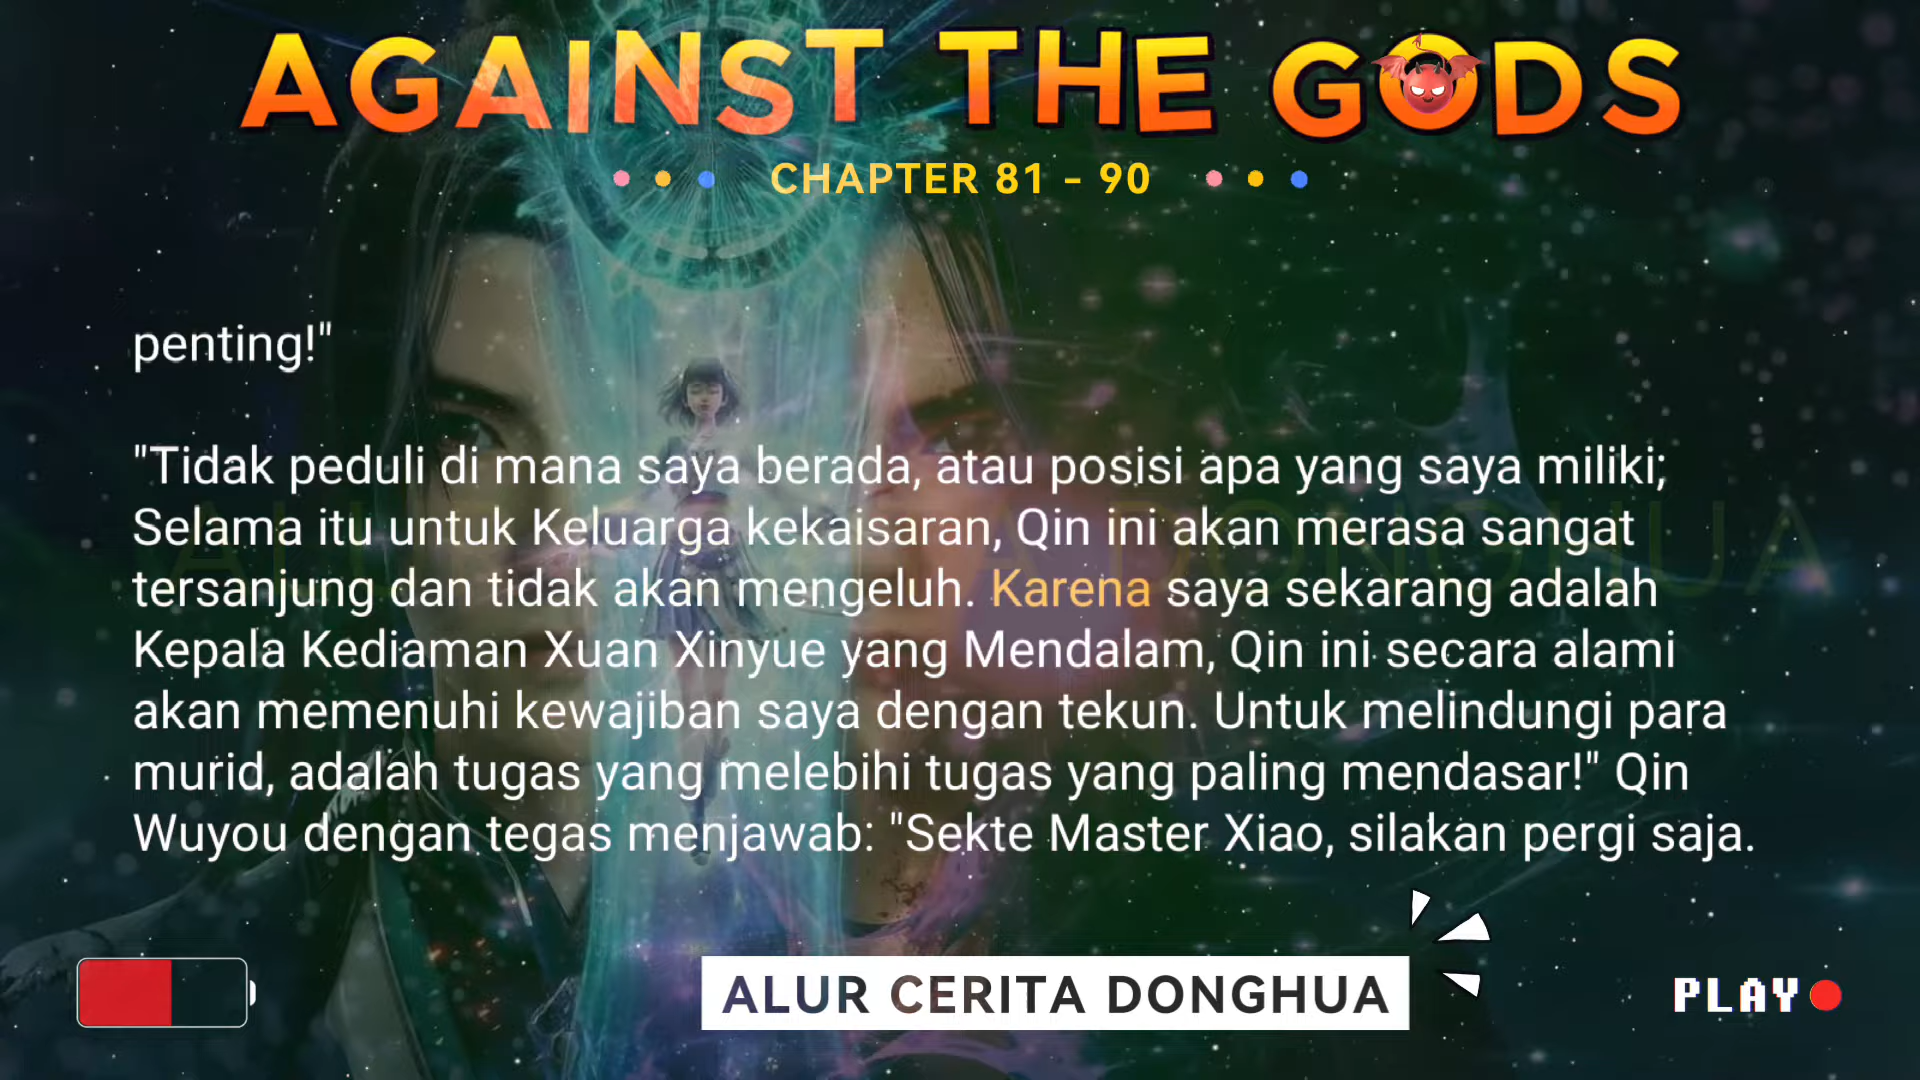 AGAINST THE GODS
CHAPTER 81 - 90
penting!"
"Tidak peduli di mana saya berada, atau posisi apa yang saya miliki;
Selama itu untuk Keluarga kekaisaran, Qin ini akan merasa sangat
tersanjung dan tidak akan mengeluh. Karena saya sekarang adalah
Kepala Kediaman Xuan Xinyue yang Mendalam, Qin ini secara alami
akan memenuhi kewajiban saya dengan tekun. Untuk melindungi para
murid, adalah tugas yang melebihi tugas yang paling mendasar!" Qin
Wuyou dengan tegas menjawab: "Sekte Master Xiao, silakan pergi saja.
ALUR CERITA DONGHUA
PLAY